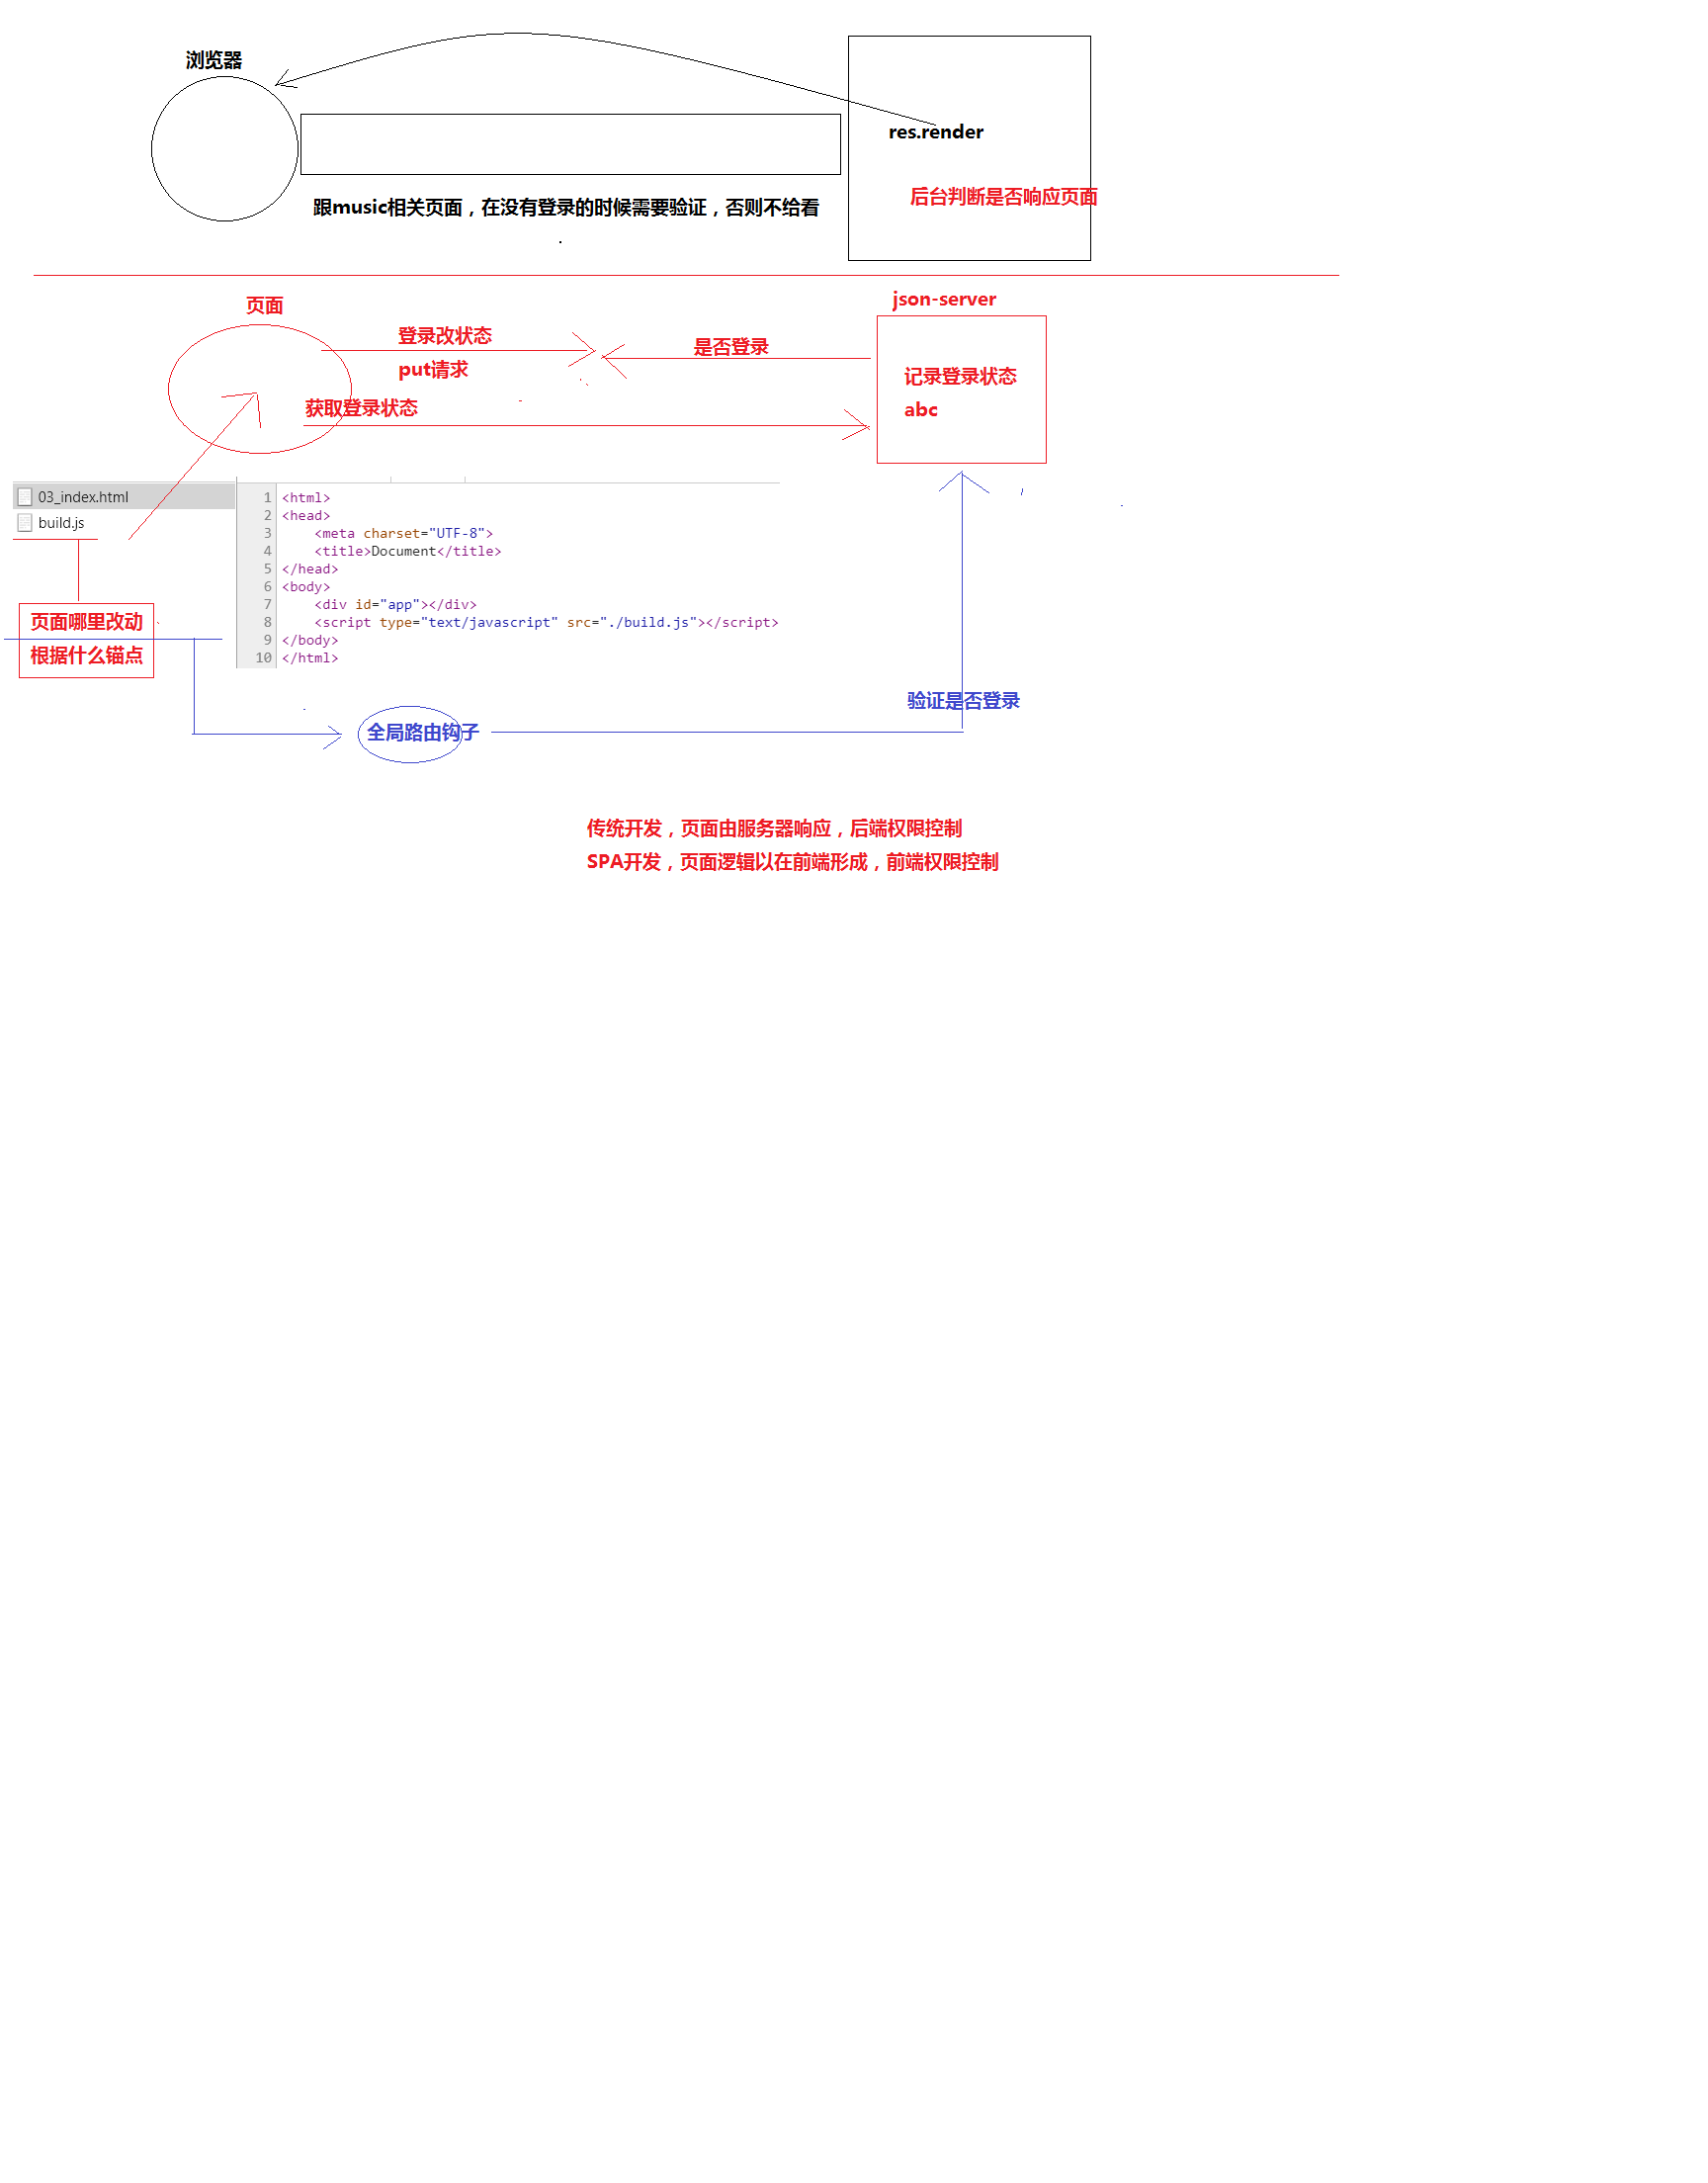 浏览器
res.render
后台判断是否响应页面
跟music相关页面，在没有登录的时候需要验证，否则不给看
页面
json-server
登录改状态
是否登录
put请求
记录登录状态
获取登录状态
abc
03_index.html
build.js
1 <html>
2 <head>
3 <meta charset="UTF-8">
4 <title>Document</title>
5 </head>
6 <body>
7 <div id="app"></div>
8 <script type="text/javascript" src="./build.js"></script>
9 </body>
10 </html>
页面哪里改动
根据什么锚点
验证是否登录
全局路由钩子
传统开发，页面由服务器响应，后端权限控制
SPA开发，页面逻辑以在前端形成，前端权限控制